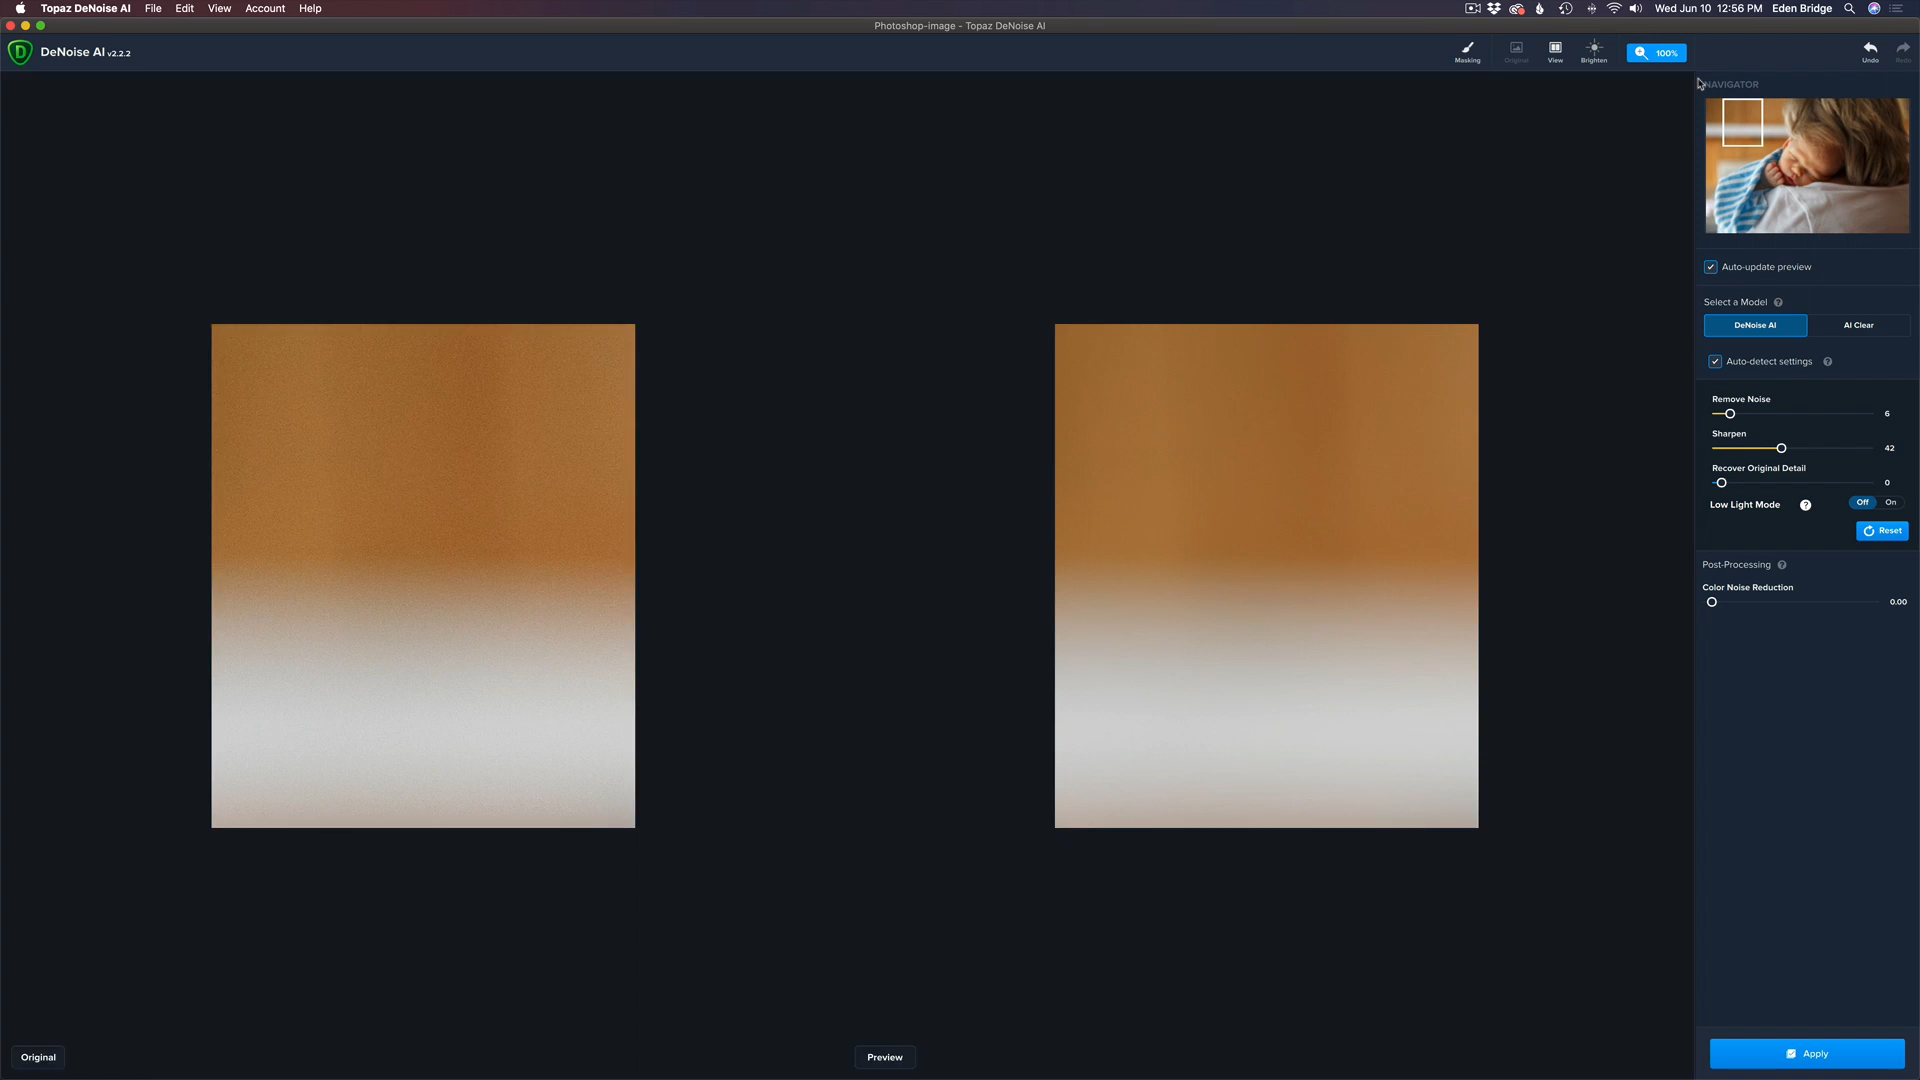 Topaz DeNoise AI File Edit View Account Help Wed Jun 10 12:56 PM Eden Bridge
Photoshop-image - Topaz DeNoise AI
DeNoise AI v2.2.2
Masking Original View Brighten 100% Undo Redo
NAVIGATOR
Auto-update preview
Select a Model ?
DeNoise AI AI Clear
Auto-detect settings ?
Remove Noise
6
Sharpen
42
Recover Original Detail
0
Low Light Mode ? Off On
Reset
Post-Processing ?
Color Noise Reduction
0.00
Original Preview Apply